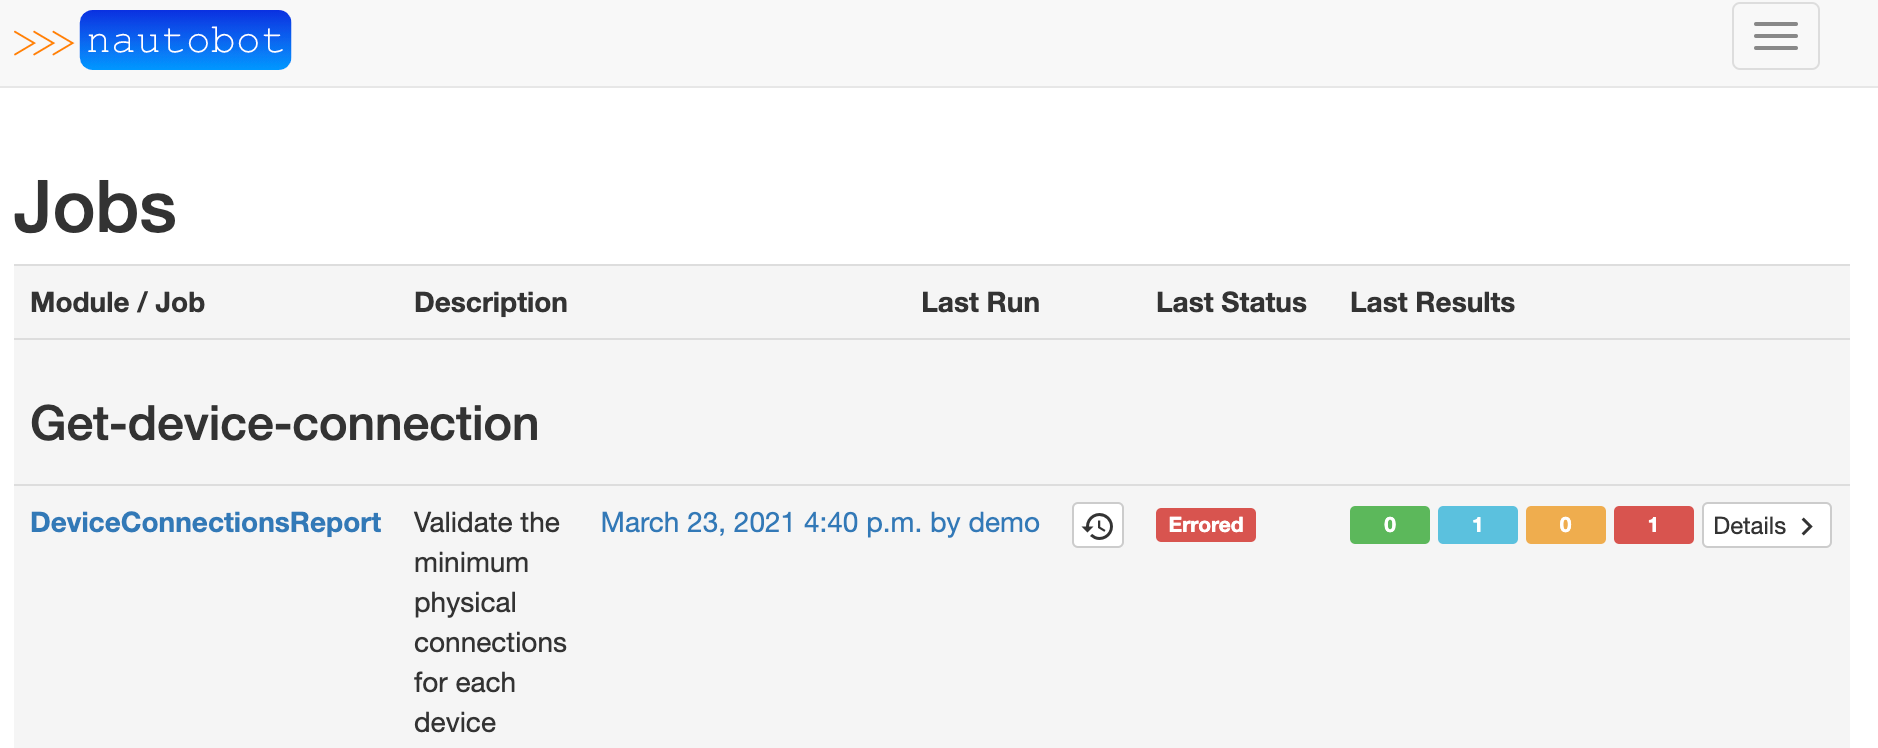 >>> nautobot
Jobs
Module / Job Description Last Run Last Status Last Results
Get-device-connection
DeviceConnectionsReport Validate the March 23, 2021 4:40 p.m. by demo Errored 0 1 0 1 Details
minimum
physical
connections
for each
device